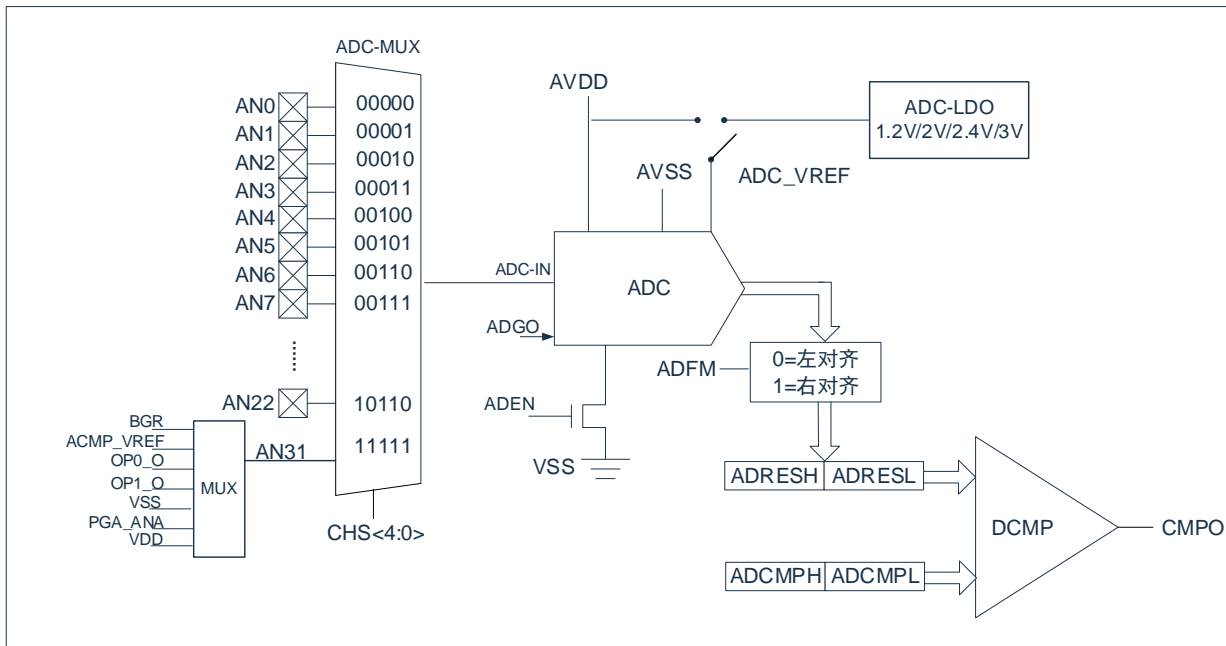 ADC-MUX
AN0
00000
AN1
00001
AN2
00010
AN3
00011
AN4
00100
AN5
00101
AN6
00110
AN7
00111
AN22
10110
AN31
11111
CHS<4:0>
BGR
ACMP_VREF
OP0_O
OP1_O
VSS
PGA_ANA
VDD
MUX
AVDD
AVSS
ADC_VREF
ADC-LDO
1.2V/2V/2.4V/3V
ADC-IN
ADC
ADGO
ADEN
VSS
ADFM
0=左对齐
1=右对齐
ADRESH ADRESL
ADCMPH ADCMPL
DCMP
CMPO